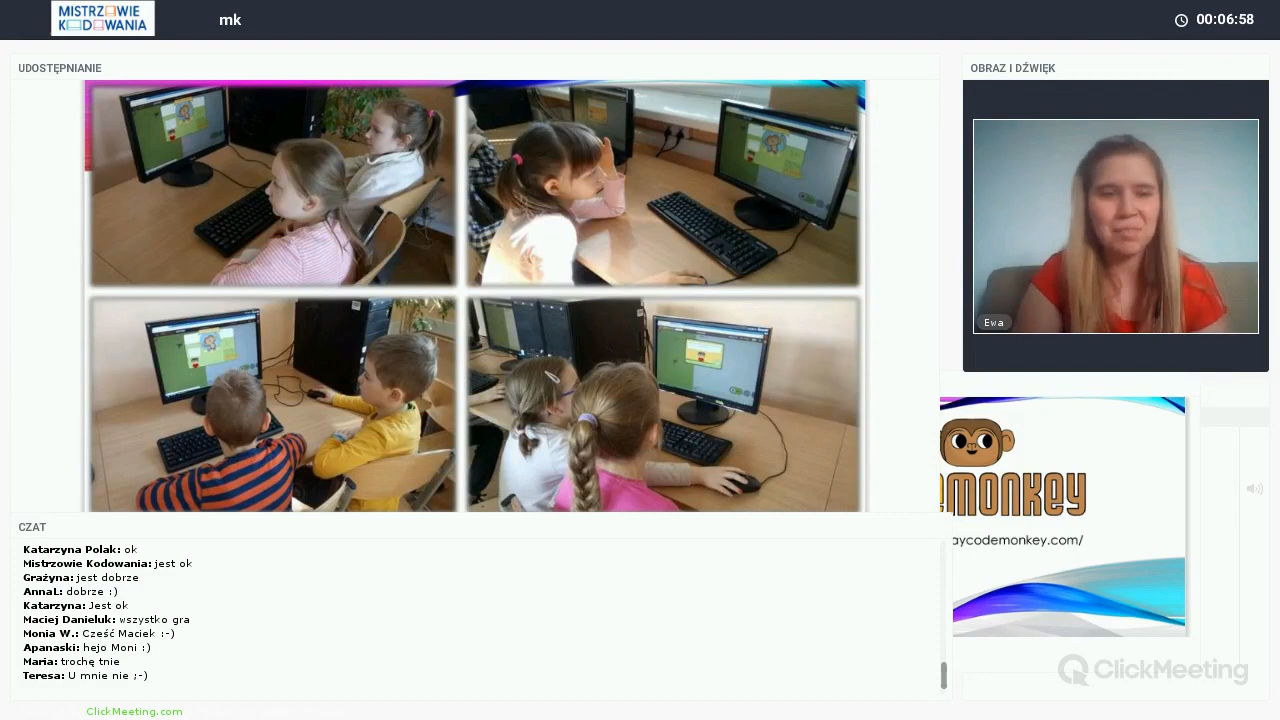 MISTRZOWIE
KODOWANIA
mk
00:06:58
UDOSTĘPNIANIE
OBRAZ I DŹWIĘK
Ewa
monkey
aycodemonkey.com/
CZAT
Katarzyna Polak: ok
Mistrzowie Kodowania: jest ok
Grażyna: jest dobrze
AnnaL: dobrze :)
Katarzyna: Jest ok
Maciej Danieluk: wszystko gra
Monia W.: Cześć Maciek :-)
Apanaski: hejo Moni :)
Maria: trochę tnie
Teresa: U mnie nie ;-)
ClickMeeting
ClickMeeting.com